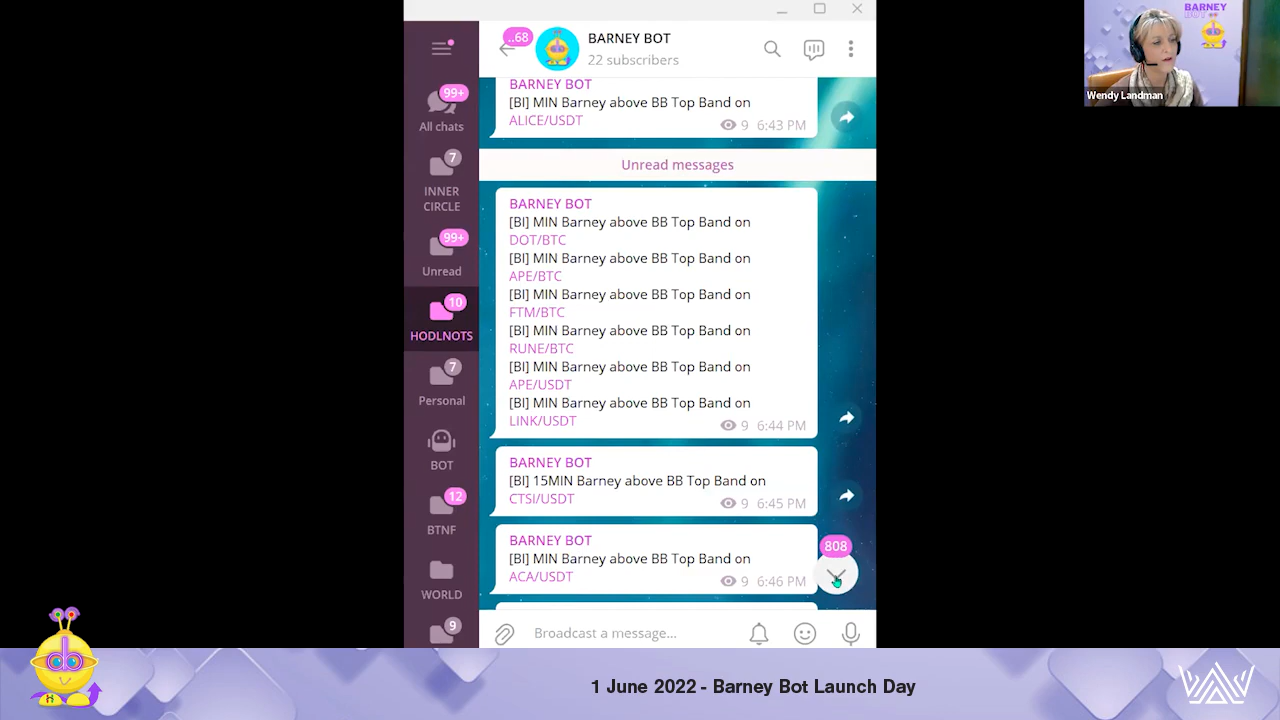 ..68
BARNEY BOT
22 subscribers
99+
All chats
7
INNER
CIRCLE
99+
Unread
10
HODLNOTS
7
Personal
BOT
12
BTNF
WORLD
9
BARNEY BOT
[BI] MIN Barney above BB Top Band on
ALICE/USDT
9 6:43 PM
Unread messages
BARNEY BOT
[BI] MIN Barney above BB Top Band on
DOT/BTC
[BI] MIN Barney above BB Top Band on
APE/BTC
[BI] MIN Barney above BB Top Band on
FTM/BTC
[BI] MIN Barney above BB Top Band on
RUNE/BTC
[BI] MIN Barney above BB Top Band on
APE/USDT
[BI] MIN Barney above BB Top Band on
LINK/USDT
9 6:44 PM
BARNEY BOT
[BI] 15MIN Barney above BB Top Band on
CTSI/USDT
9 6:45 PM
BARNEY BOT
[BI] MIN Barney above BB Top Band on
ACA/USDT
9 6:46 PM
808
Broadcast a message...
BARNEY
BOT
Wendy Landman
1 June 2022 - Barney Bot Launch Day